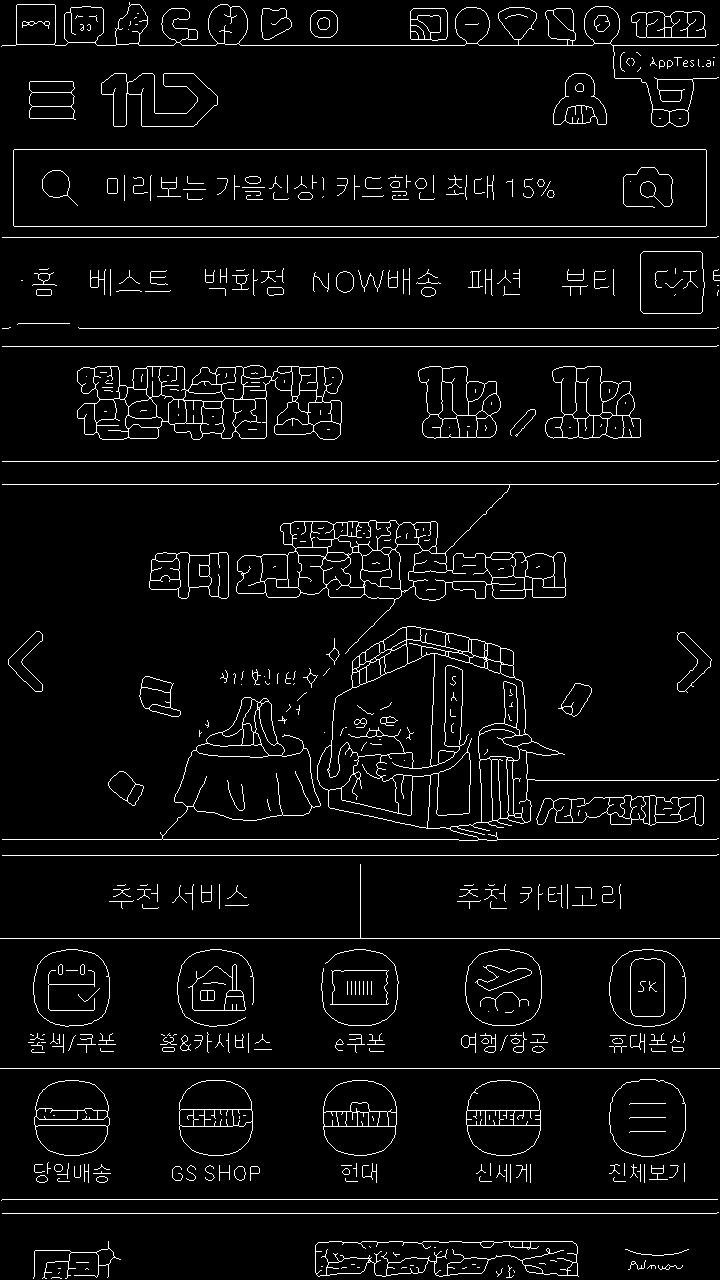 12:22
AppTest.ai
11
MY
미리보는 가을신상! 카드할인 최대 15%
홈 베스트 백화점 NOW배송 패션 뷰티 디지털
9월, 매월 쇼핑을 하라9
1일은 백화점 쇼핑
11% CARD / 11% COUPON
1일은 백화점 쇼핑
최대 2만5천원 중복할인
SALE
/26 전체보기
추천 서비스 추천 카테고리
출석/쿠폰 홈&카서비스 e쿠폰 여행/항공 휴대폰샵
SK
GS SHOP HYUNDAI SHINSEGAE
당일배송 GS SHOP 현대 신세계 전체보기